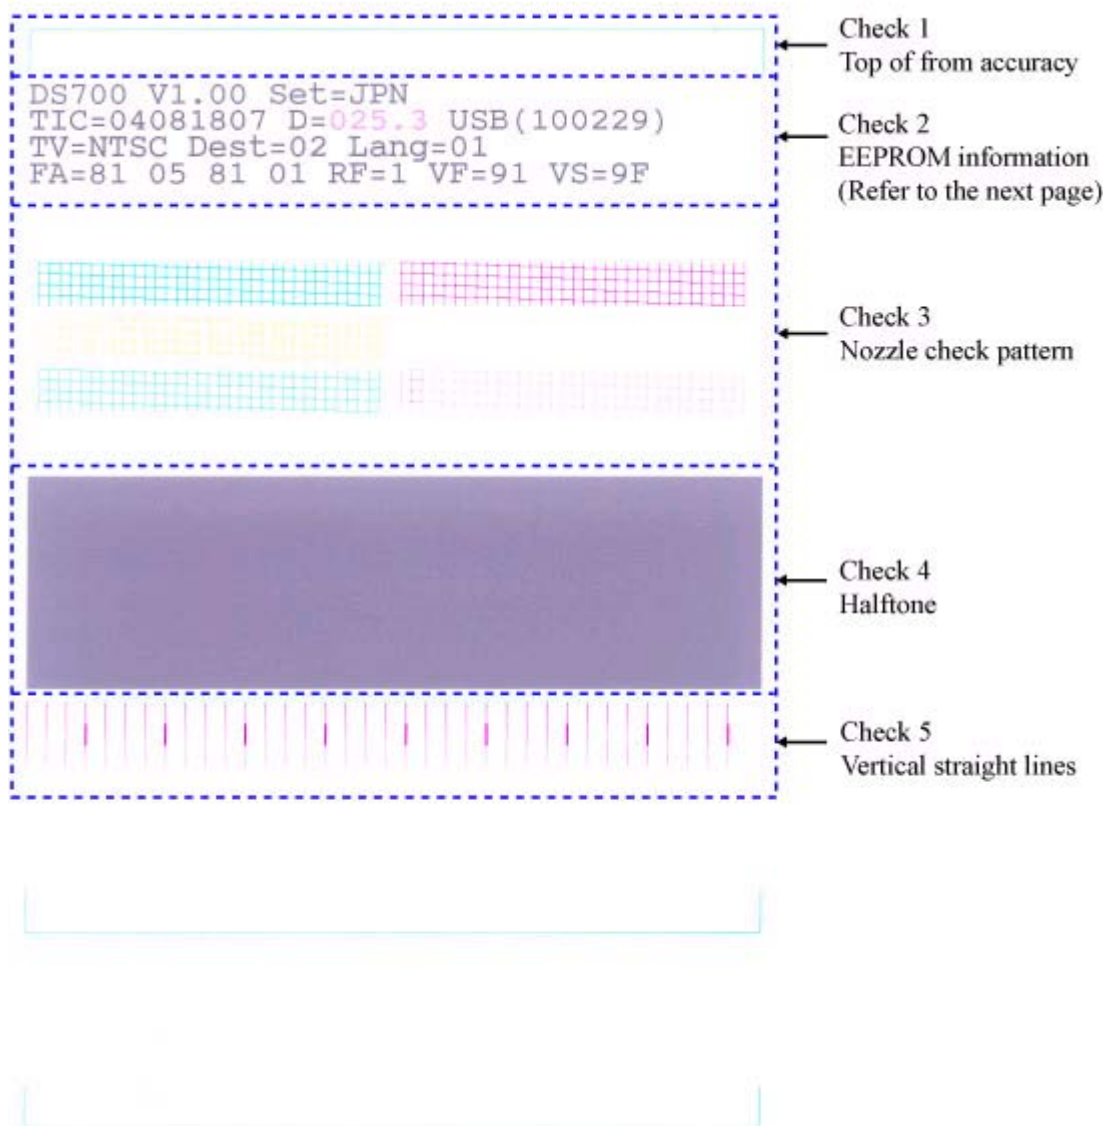 Check 1
Top of from accuracy
DS700 V1.00 Set=JPN
TIC=04081807 D=025.3 USB(100229)
TV=NTSC Dest=02 Lang=01
FA=81 05 81 01 RF=1 VF=91 VS=9F
Check 2
EEPROM information
(Refer to the next page)
Check 3
Nozzle check pattern
Check 4
Halftone
Check 5
Vertical straight lines